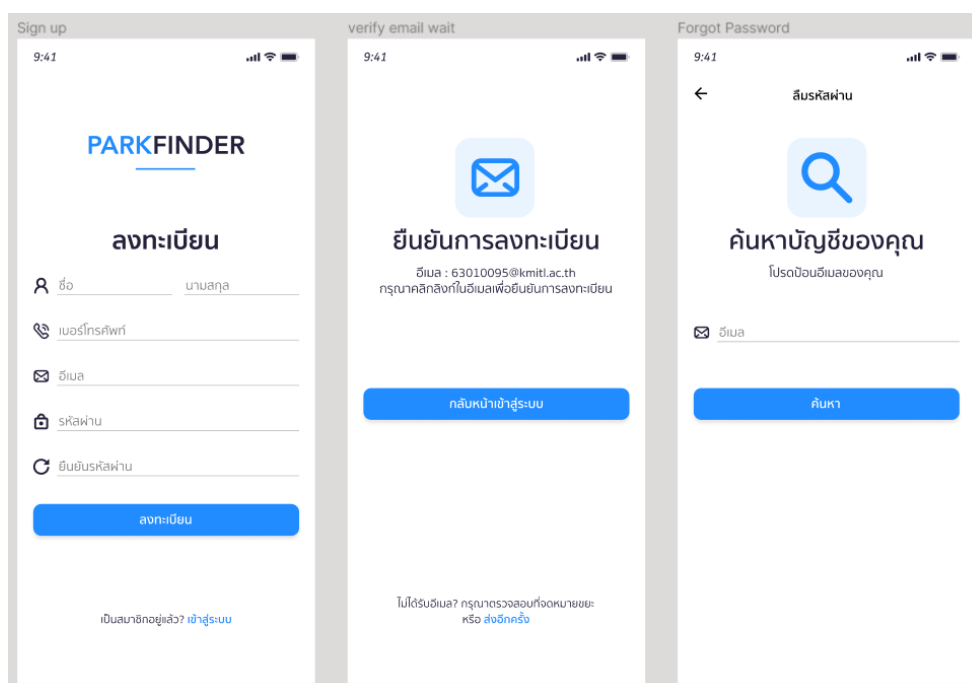 Sign up
9:41
PARKFINDER
ลงทะเบียน
ชื่อ นามสกุล
เบอร์โทรศัพท์
อีเมล
รหัสผ่าน
ยืนยันรหัสผ่าน
ลงทะเบียน
เป็นสมาชิกอยู่แล้ว? เข้าสู่ระบบ
verify email wait
9:41
ยืนยันการลงทะเบียน
อีเมล : 63010095@kmitl.ac.th
กรุณาคลิกลิงก์ในอีเมลเพื่อยืนยันการลงทะเบียน
กลับหน้าเข้าสู่ระบบ
ไม่ได้รับอีเมล? กรุณาตรวจสอบที่จดหมายขยะ
หรือ ส่งอีกครั้ง
Forgot Password
9:41
ลืมรหัสผ่าน
ค้นหาบัญชีของคุณ
โปรดป้อนอีเมลของคุณ
อีเมล
ค้นหา